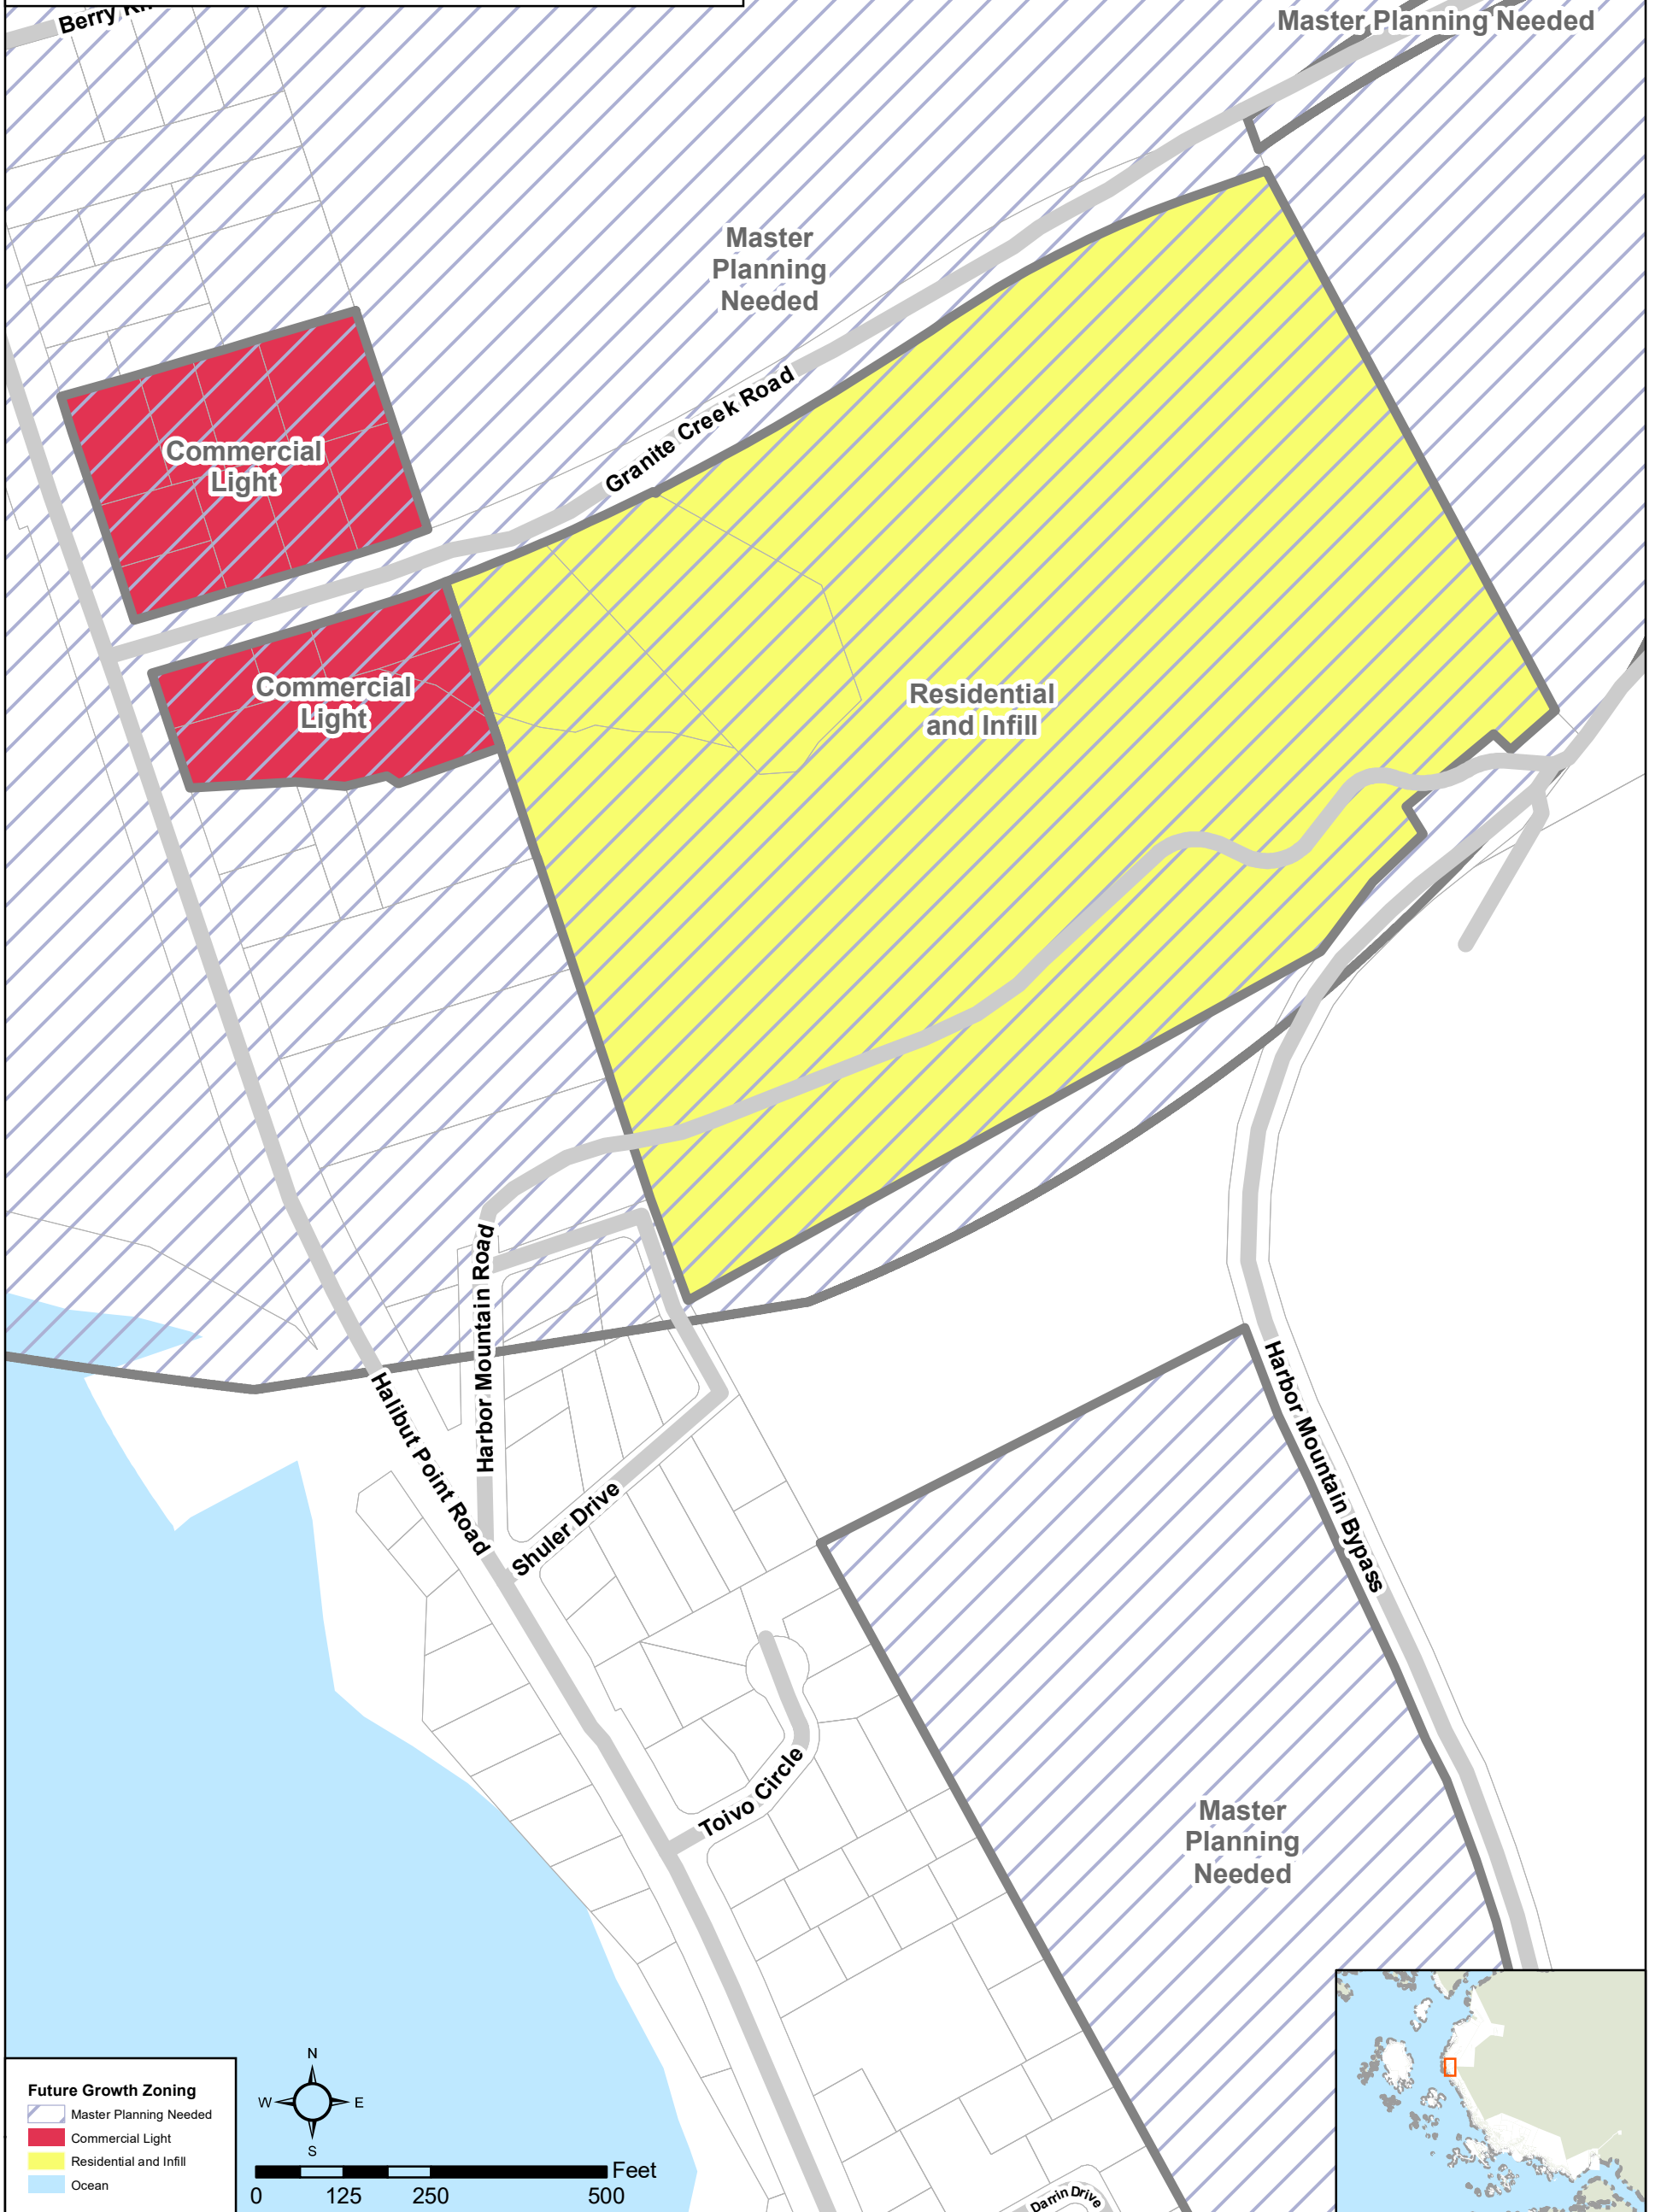 Master Planning Needed
Berry
Master
Planning
Needed
Granite Creek Road
Commercial
Light
Commercial
Light
Residential
and Infill
Harbor Mountain Road
Halibut Point Road
Shuler Drive
Harbor Mountain Bypass
Toivo Circle
Master
Planning
Needed
Darrin Drive
Future Growth Zoning
Master Planning Needed
Commercial Light
Residential and Infill
Ocean
N
W
E
S
Feet
0 125 250 500